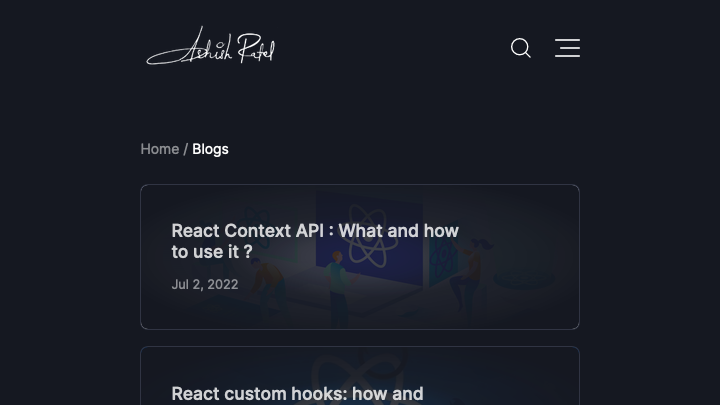 Ashish Patel
Home / Blogs
React Context API : What and how
to use it ?
Jul 2, 2022
React custom hooks: how and